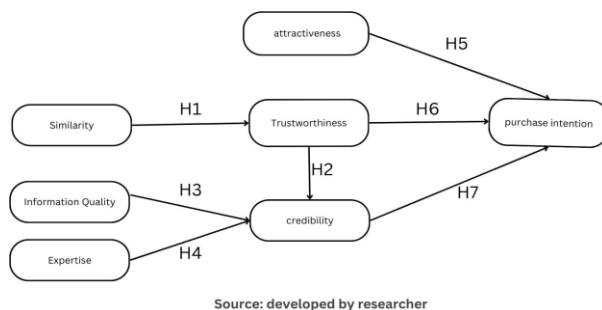 attractiveness
H5
Similarity
H1
Trustworthiness
H6
purchase intention
H2
Information Quality
H3
H7
credibility
Expertise
H4
Source: developed by researcher